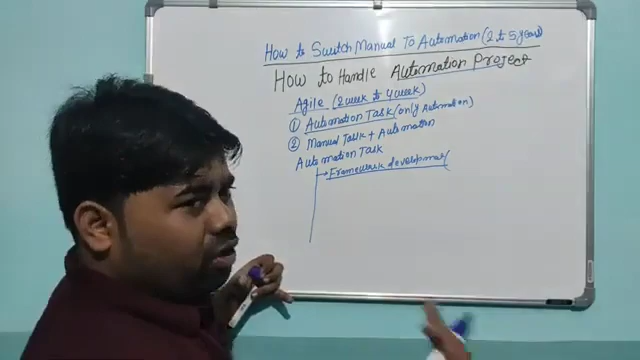 How to Switch Manual To Automation (2 to 5 year)
How to Handle Automation Project
Agile (2 week to 4 week)
① Automation Task (only Automation)
② Manual Task + Automation
Automation Task
→ Framework development